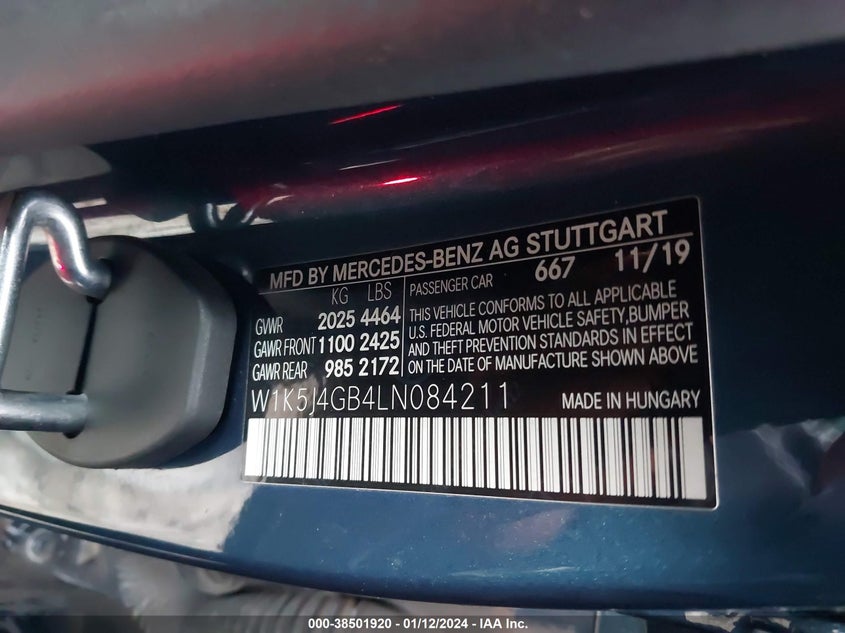 MFD BY MERCEDES-BENZ AG STUTTGART
KG LBS
GVWR 2025 4464
GAWR FRONT 1100 2425
GAWR REAR 985 2172
PASSENGER CAR 667 11/19
THIS VEHICLE CONFORMS TO ALL APPLICABLE
U.S. FEDERAL MOTOR VEHICLE SAFETY,BUMPER
AND THEFT PREVENTION STANDARDS IN EFFECT
ON THE DATE OF MANUFACTURE SHOWN ABOVE
W1K5J4GB4LN084211 MADE IN HUNGARY
000-38501920 - 01/12/2024 - IAA Inc.